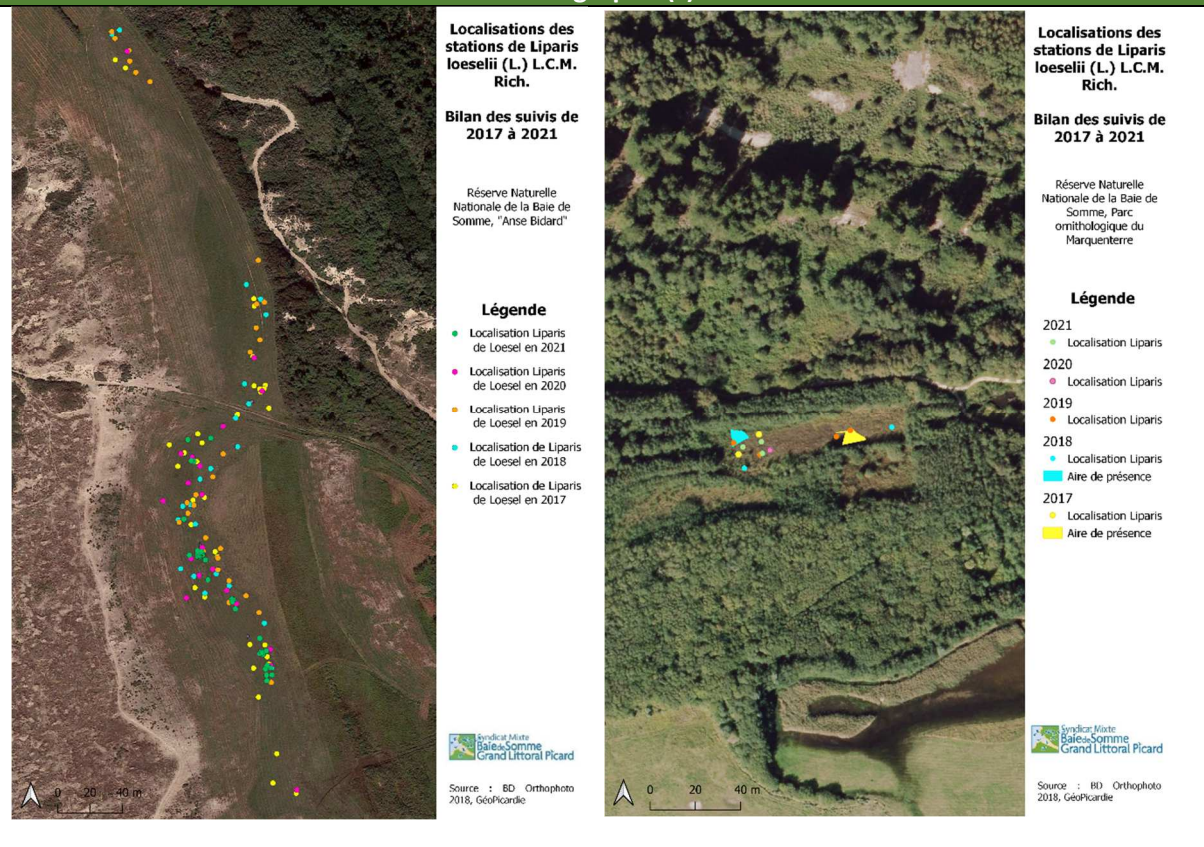 Localisations des
stations de Liparis
loeselii (L.) L.C.M.
Rich.
Bilan des suivis de
2017 à 2021
Réserve Naturelle
Nationale de la Baie de
Somme, "Anse Bidard"
Légende
Localisation Liparis
de Loesel en 2021
Localisation Liparis
de Loesel en 2020
Localisation Liparis
de Loesel en 2019
Localisation de Liparis
de Loesel en 2018
Localisation de Liparis
de Loesel en 2017
Syndicat Mixte
Baie de Somme
Grand Littoral Picard
Source : BD Orthophoto
2018, GéoPicardie
0 20 40 m
Localisations des
stations de Liparis
loeselii (L.) L.C.M.
Rich.
Bilan des suivis de
2017 à 2021
Réserve Naturelle
Nationale de la Baie de
Somme, Parc
ornithologique du
Marquenterre
Légende
2021
Localisation Liparis
2020
Localisation Liparis
2019
Localisation Liparis
2018
Localisation Liparis
Aire de présence
2017
Localisation Liparis
Aire de présence
Syndicat Mixte
Baie de Somme
Grand Littoral Picard
Source : BD Orthophoto
2018, GéoPicardie
0 20 40 m